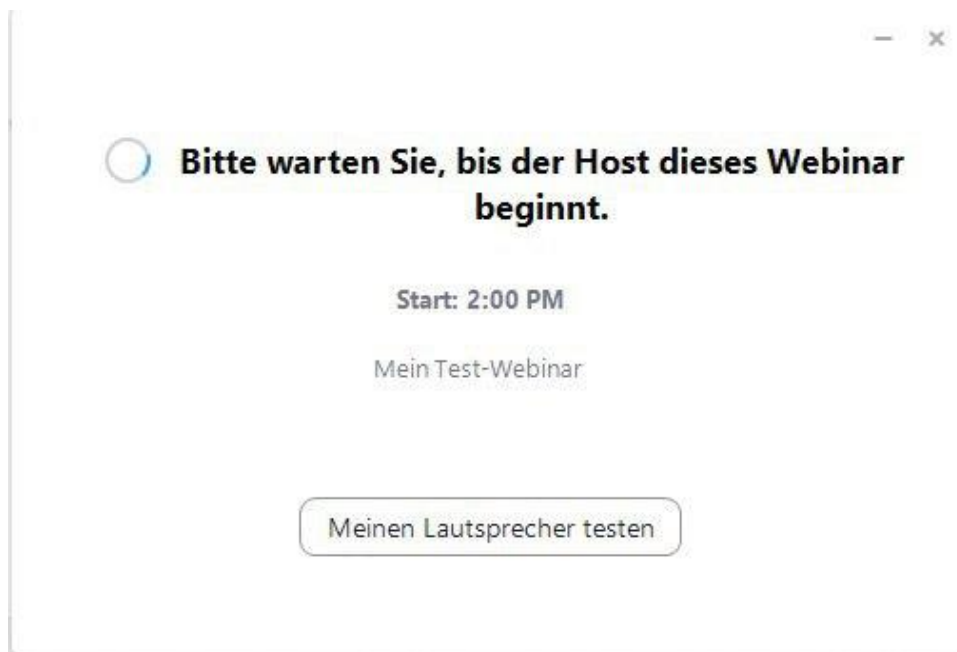 Bitte warten Sie, bis der Host dieses Webinar
beginnt.
Start: 2:00 PM
Mein Test-Webinar
Meinen Lautsprecher testen